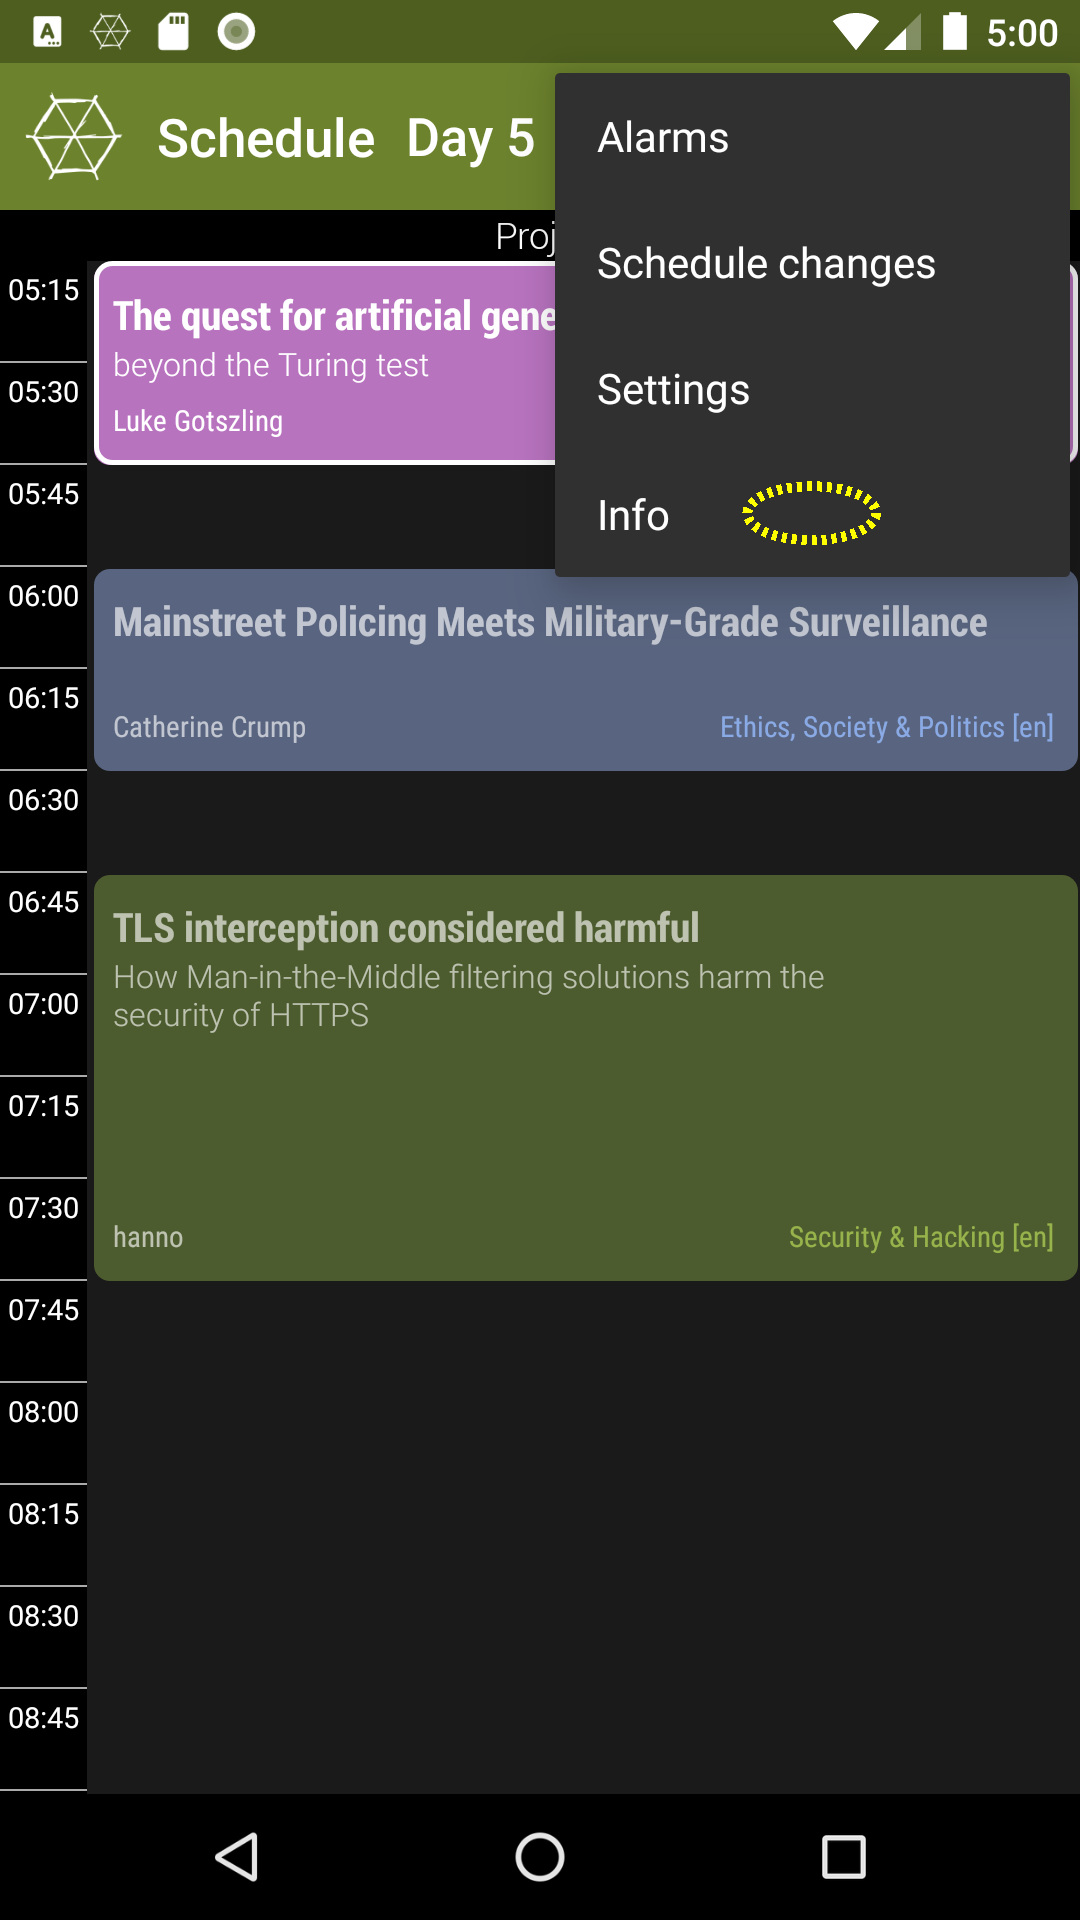 5:00
Schedule Day 5
Alarms
Schedule changes
Settings
Info
05:15
The quest for artificial
beyond the Turing test
05:30
Luke Gotszling
05:45
06:00
Mainstreet Policing Meets Military-Grade Surveillance
06:15
Catherine Crump
Ethics, Society & Politics [en]
06:30
06:45
TLS interception considered harmful
How Man-in-the-Middle filtering solutions harm the
security of HTTPS
07:00
07:15
07:30
hanno
Security & Hacking [en]
07:45
08:00
08:15
08:30
08:45